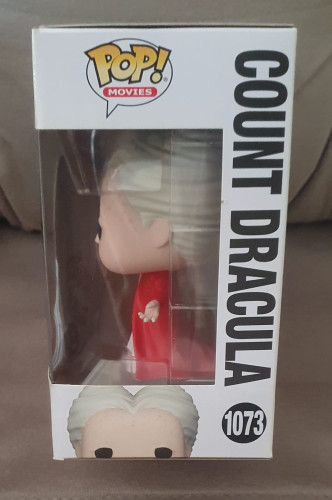 POP!
MOVIES
COUNT DRACULA
1073